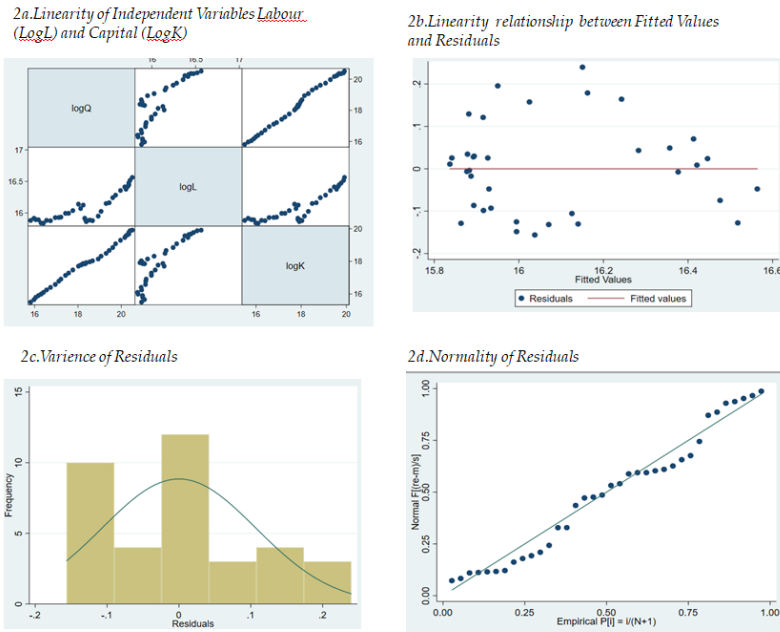 2a.Linearity of Independent Variables Labour
(LogL) and Capital (LogK)
16 16.5 17
logQ
20
18
16
17
16.5
16
logL
20
18
16
logK
16 18 20
16 18 20
2b.Linearity relationship between Fitted Values
and Residuals
.2
.1
0
-.1
-.2
15.8 16 16.2 16.4 16.6
Fitted Values
Residuals Fitted values
2c.Varience of Residuals
15
10
5
0
Frequency
-.2 -.1 0 .1 .2
Residuals
2d.Normality of Residuals
1.00
0.75
0.50
0.25
0.00
Normal F[(re-m)/s]
0.00 0.25 0.50 0.75 1.00
Empirical P[i] = i/(N+1)